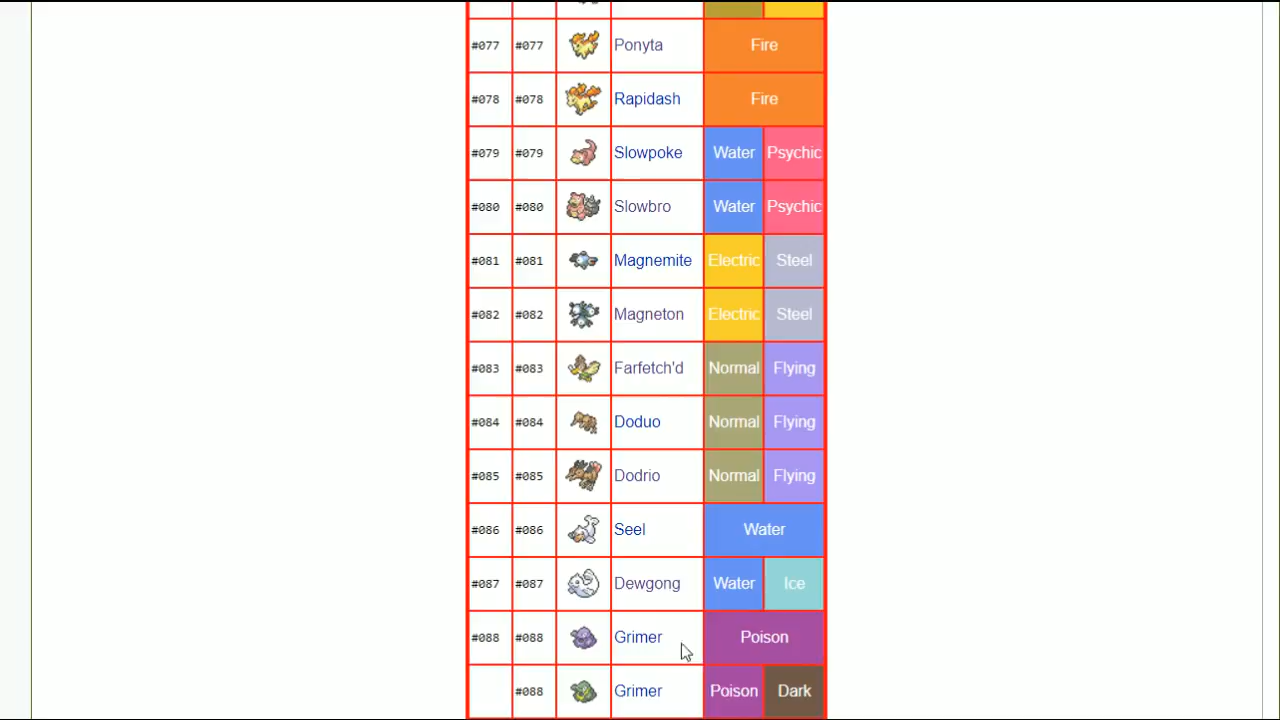 #077 #077 Ponyta Fire
#078 #078 Rapidash Fire
#079 #079 Slowpoke Water Psychic
#080 #080 Slowbro Water Psychic
#081 #081 Magnemite Electric Steel
#082 #082 Magneton Electric Steel
#083 #083 Farfetch'd Normal Flying
#084 #084 Doduo Normal Flying
#085 #085 Dodrio Normal Flying
#086 #086 Seel Water
#087 #087 Dewgong Water Ice
#088 #088 Grimer Poison
#088 Grimer Poison Dark